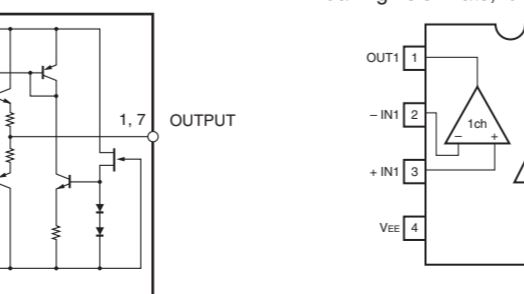 1, 7 OUTPUT
OUT1 1
– IN1 2
+ IN1 3
VEE 4
1ch
– +